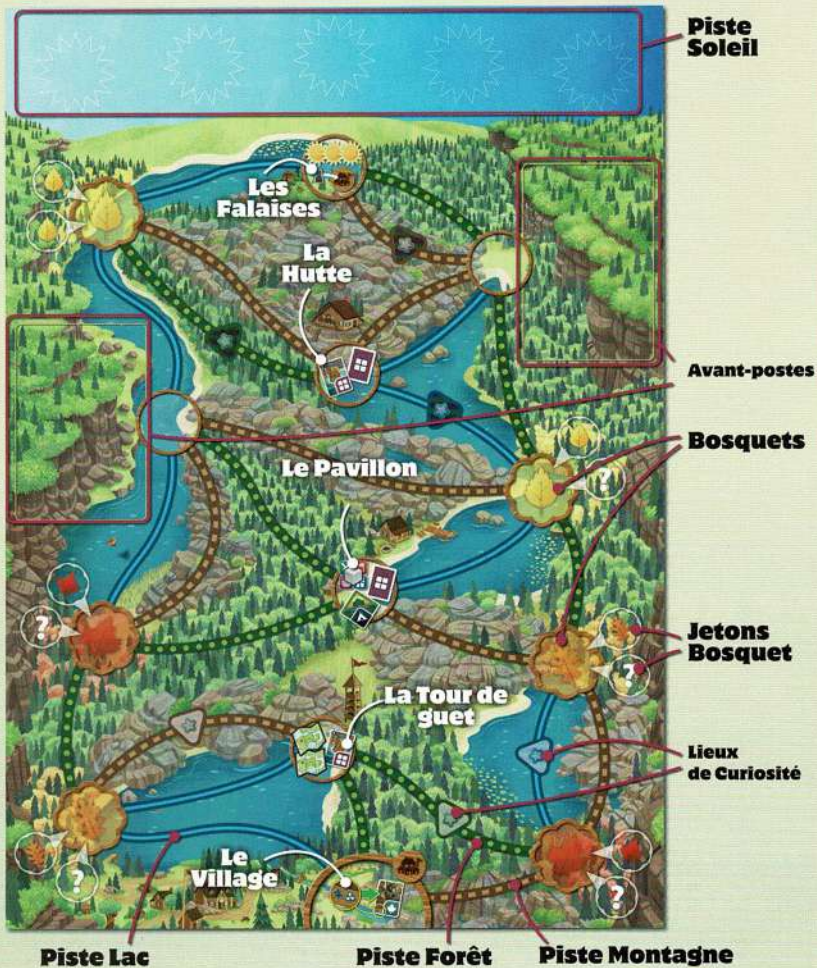 Piste
Soleil
Les
Falaises
La
Hutte
Avant-postes
Bosquets
Le Pavillon
?
?
Jetons
Bosquet
?
La Tour de
guet
Lieux
de Curiosité
Le
Village
?
?
Piste Lac
Piste Forêt
Piste Montagne